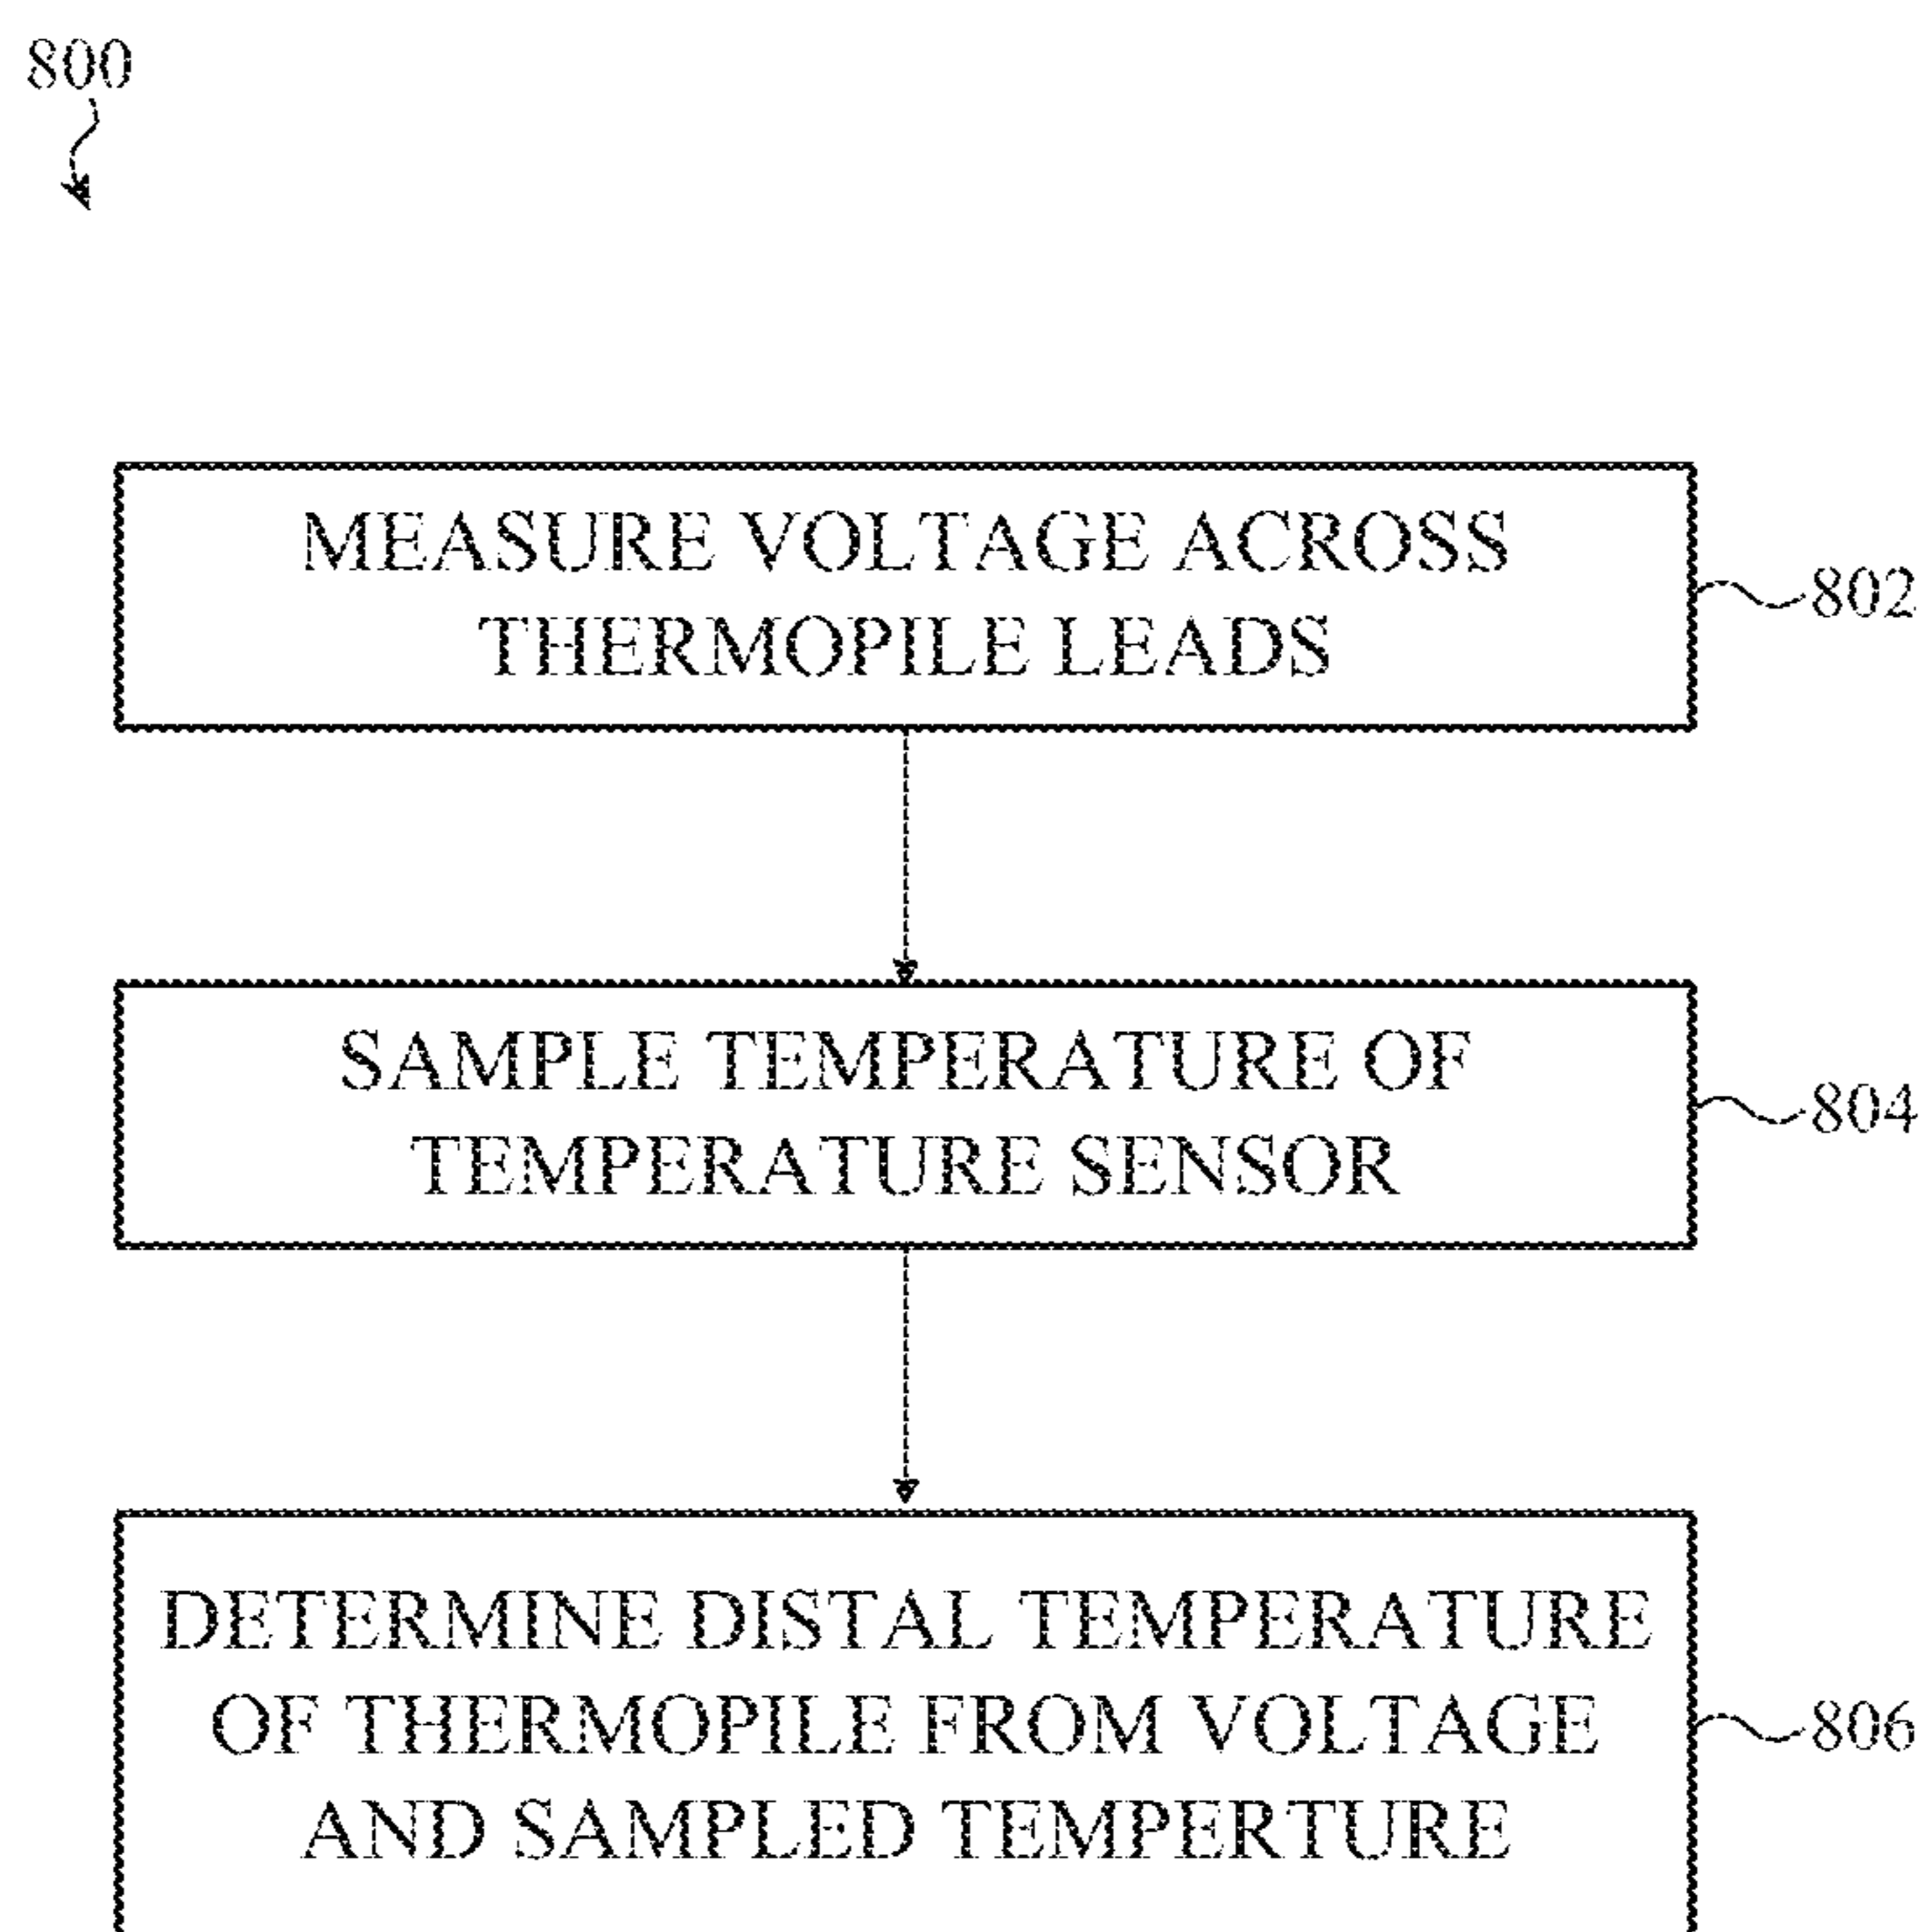 800
MEASURE VOLTAGE ACROSS
THERMOPILE LEADS
802
SAMPLE TEMPERATURE OF
TEMPERATURE SENSOR
804
DETERMINE DISTAL TEMPERATURE
OF THERMOPILE FROM VOLTAGE
AND SAMPLED TEMPERTURE
806